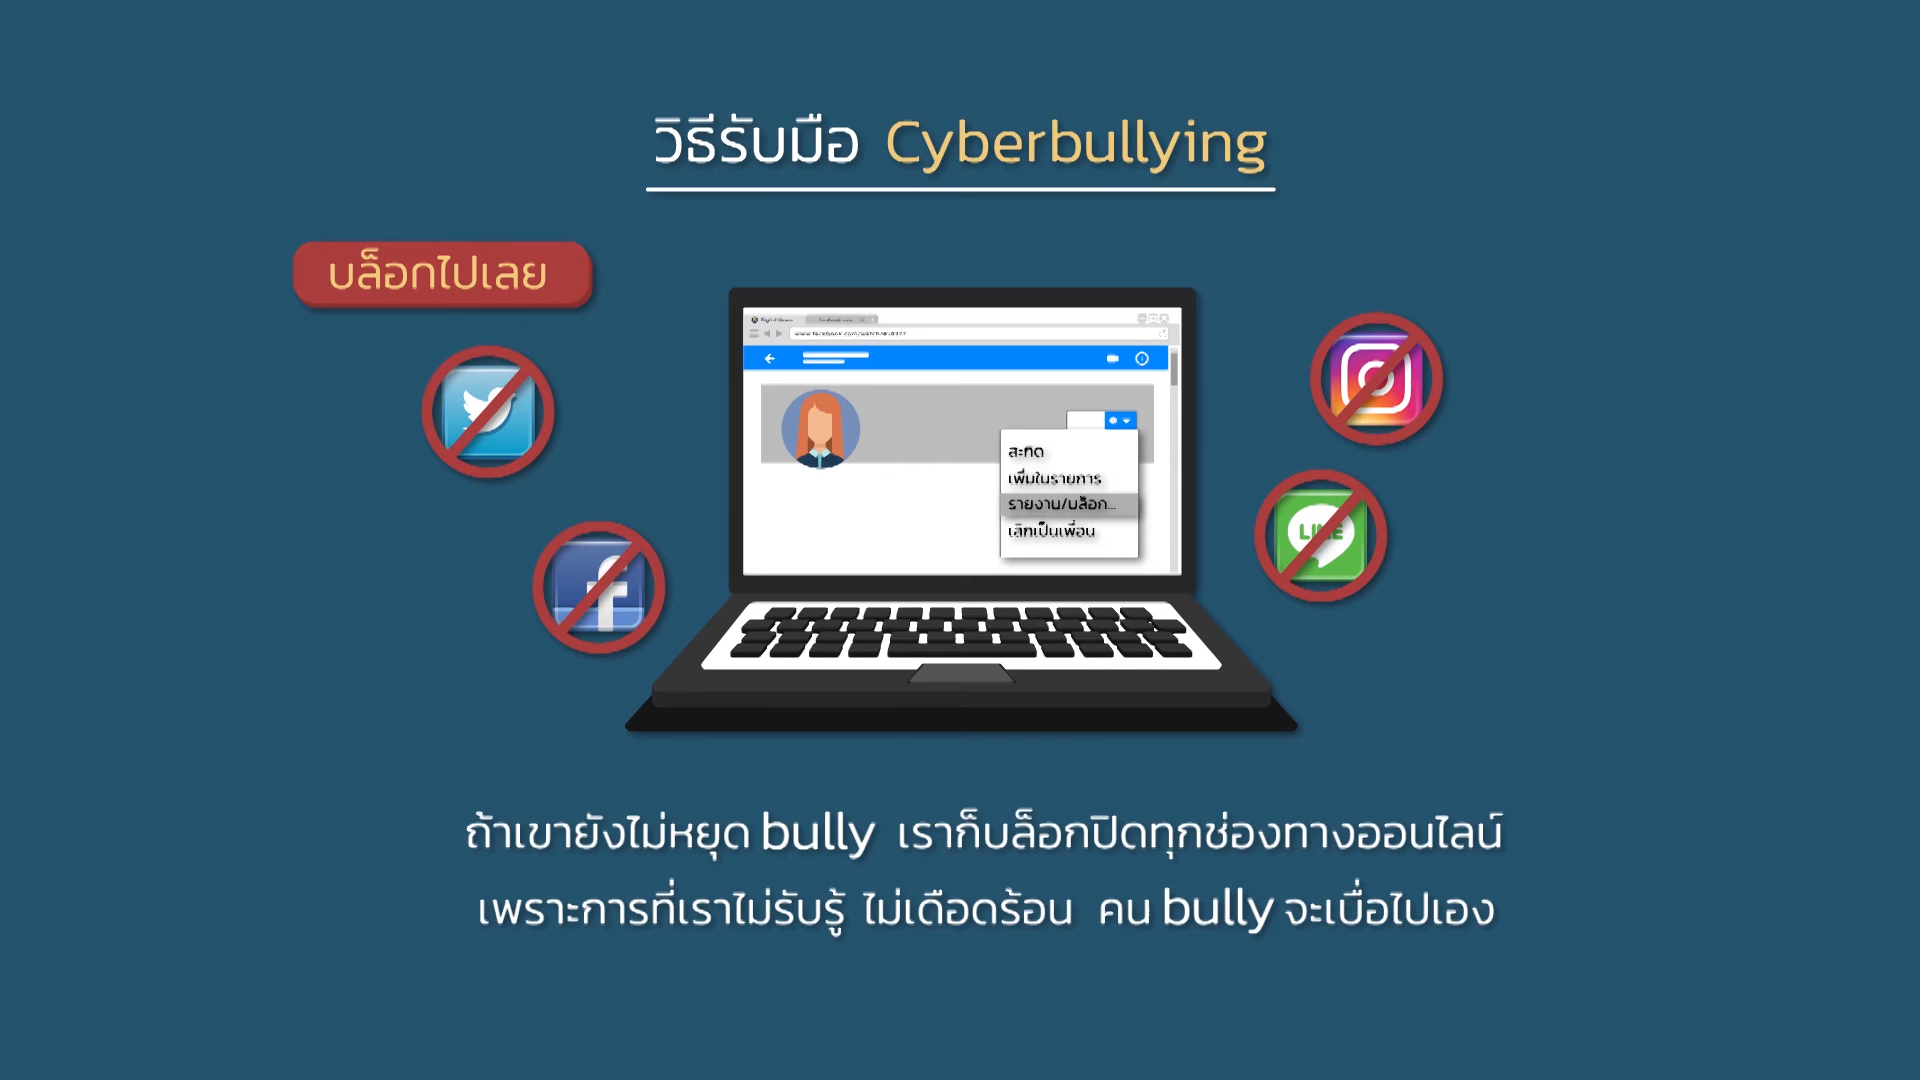 วิธีรับมือ Cyberbullying
บล็อกไปเลย
สะกิด
เพิ่มในรายการ
รายงาน/บล็อก...
เลิกเป็นเพื่อน
LINE
ถ้าเขายังไม่หยุด bully เราก็บล็อกปิดทุกช่องทางออนไลน์
เพราะการที่เราไม่รับรู้ ไม่เดือดร้อน คน bully จะเบื่อไปเอง